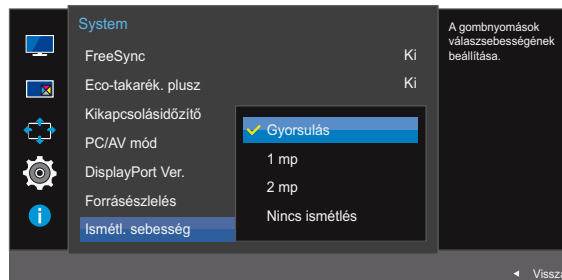 System
FreeSync Ki
Eco-takarék. plusz Ki
Kikapcsolásidőzítő
PC/AV mód
DisplayPort Ver.
Forrásészlelés
Ismétl. sebesség
Gyorsulás
1 mp
2 mp
Nincs ismétlés
A gombnyomások
válaszsebességének
beállítása.
Vissza